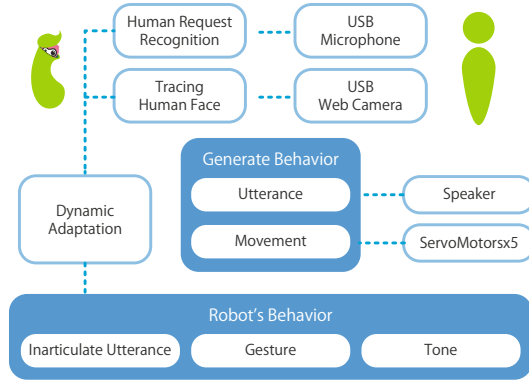 Human Request
Recognition
USB
Microphone
Tracing
Human Face
USB
Web Camera
Generate Behavior
Utterance
Speaker
Dynamic
Adaptation
Movement
ServoMotorsx5
Robot's Behavior
Inarticulate Utterance
Gesture
Tone